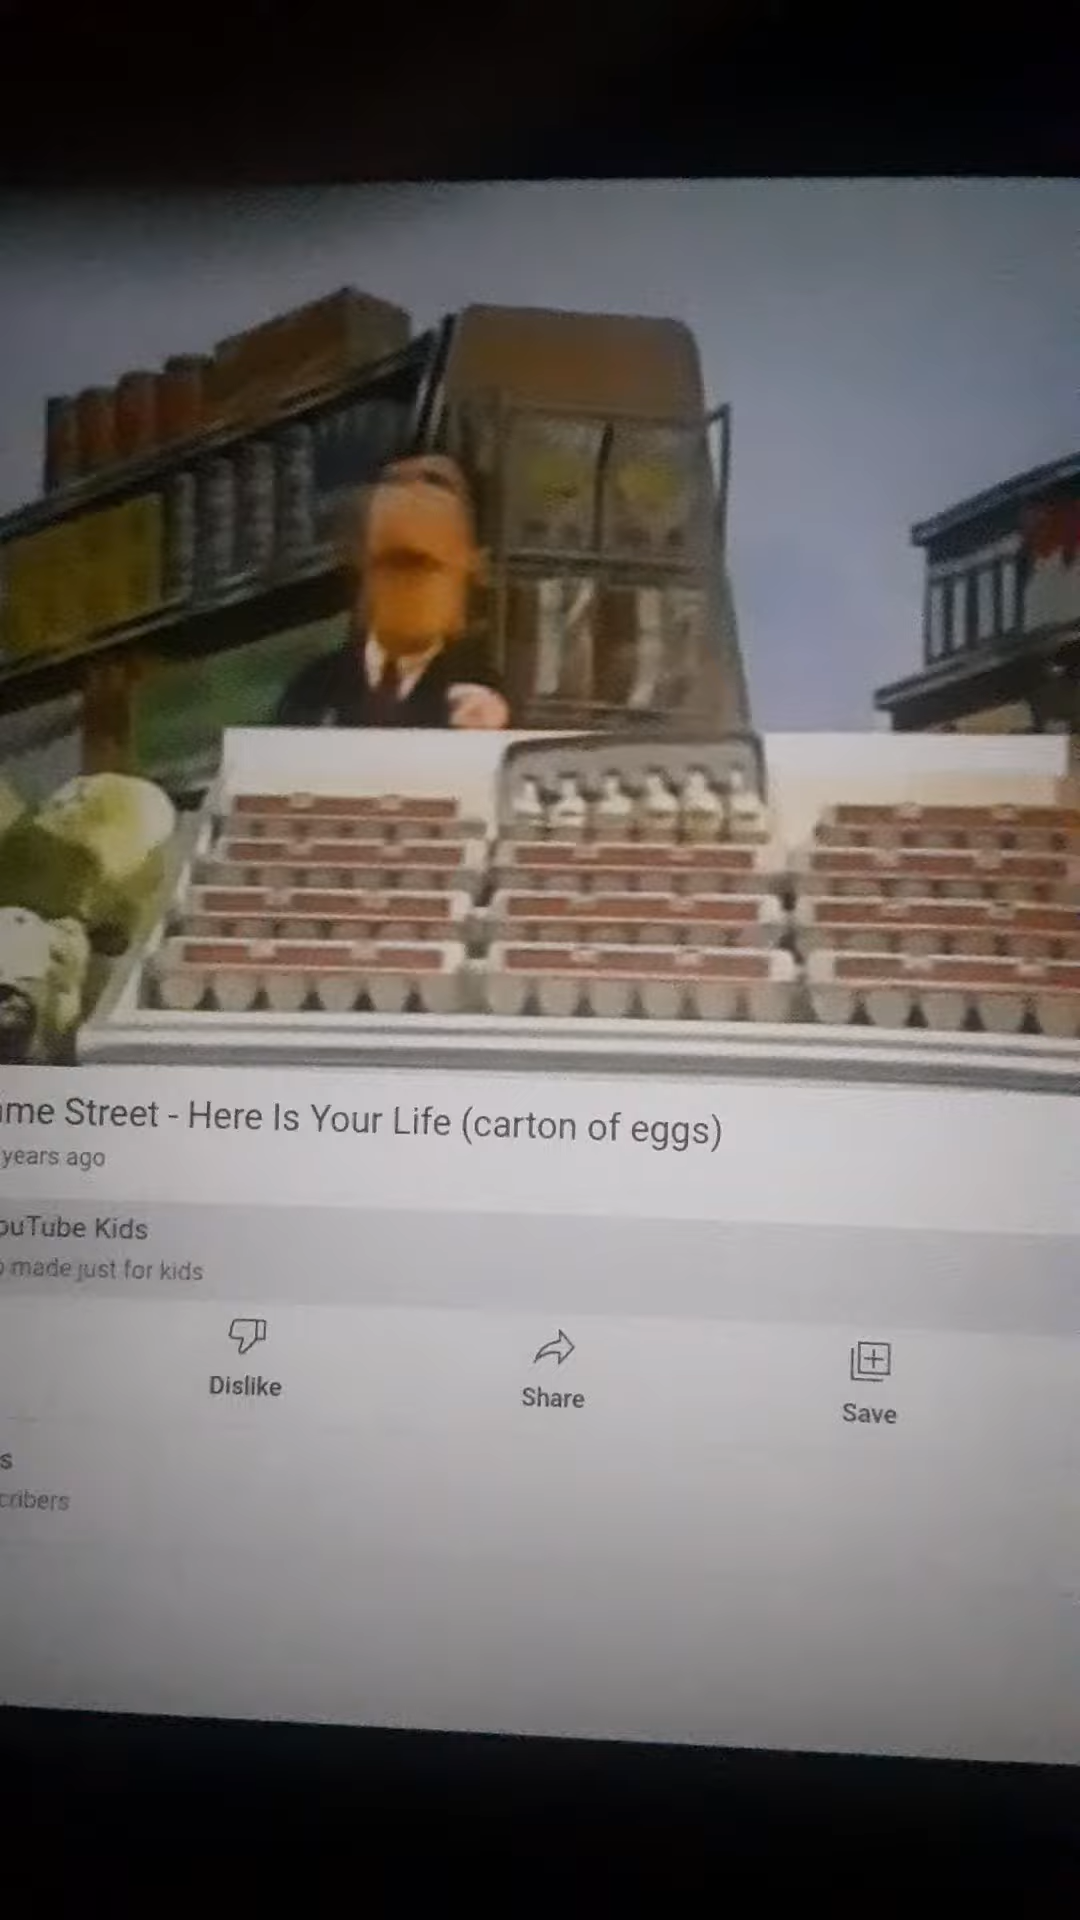 ame Street - Here Is Your Life (carton of eggs)
years ago
ouTube Kids
o made just for kids
Dislike
Share
Save
s
cribers